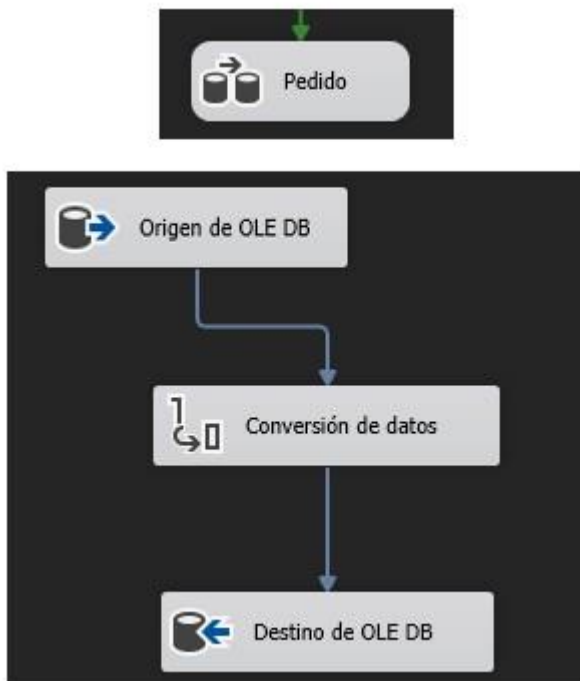 Pedido
Origen de OLE DB
Conversión de datos
Destino de OLE DB